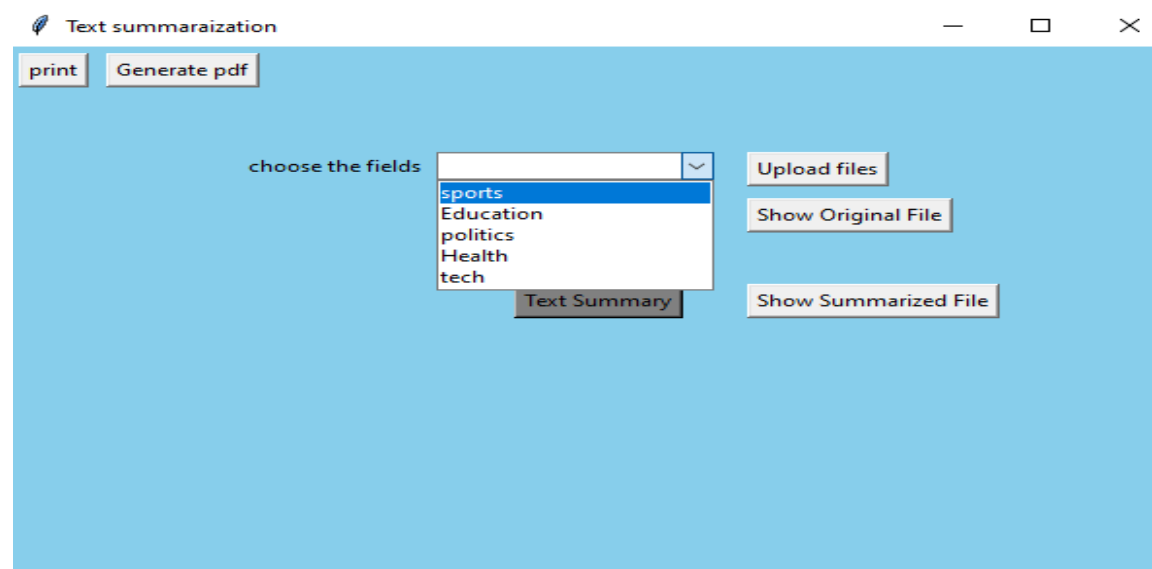 Text summaraization
print Generate pdf
choose the fields
Upload files
sports
Education
Show Original File
politics
Health
tech
Text Summary
Show Summarized File